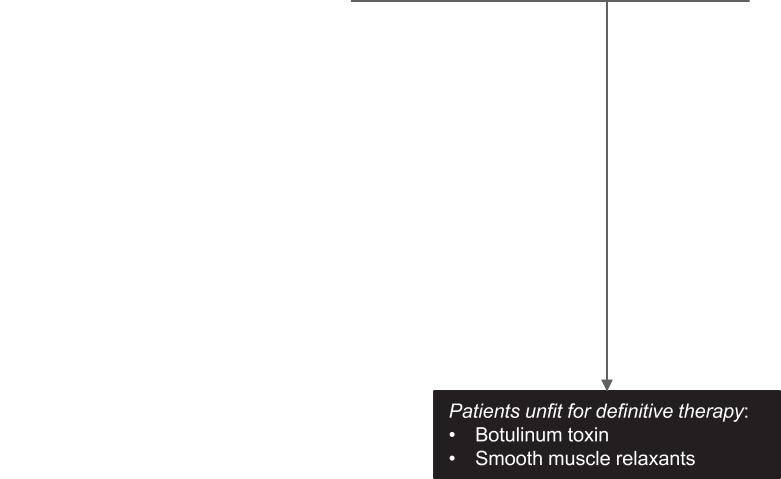 Patients unfit for definitive therapy:
• Botulinum toxin
• Smooth muscle relaxants